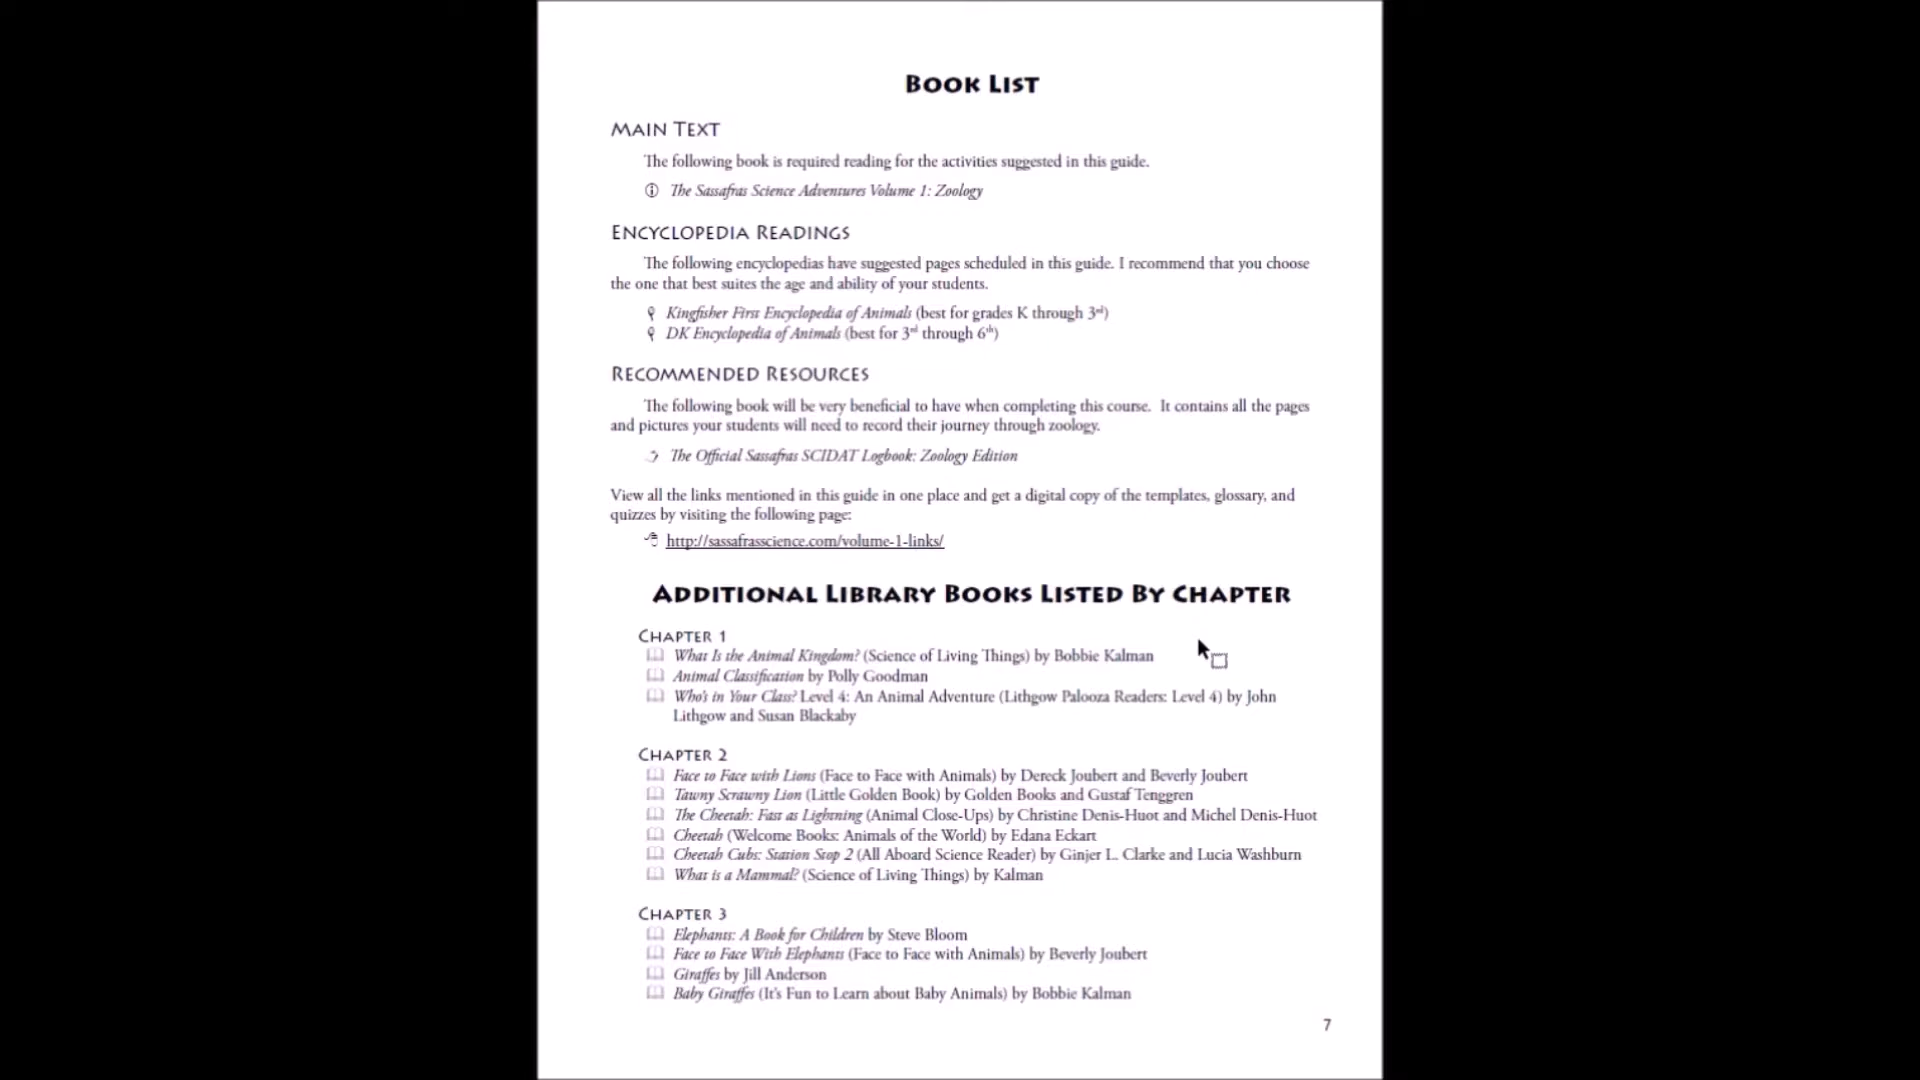 Book List
Main Text
The following book is required reading for the activities suggested in this guide.
The Sassafras Science Adventures Volume 1: Zoology
Encyclopedia Readings
The following encyclopedias have suggested pages scheduled in this guide. I recommend that you choose
the one that best suites the age and ability of your students.
Kingfisher First Encyclopedia of Animals (best for grades K through 3rd)
DK Encyclopedia of Animals (best for 3rd through 6th)
Recommended Resources
The following book will be very beneficial to have when completing this course. It contains all the pages
and pictures your students will need to record their journey through zoology.
The Official Sassafras SCIDAT Logbook: Zoology Edition
View all the links mentioned in this guide in one place and get a digital copy of the templates, glossary, and
quizzes by visiting the following page:
http://sassafrasscience.com/volume-1-links/
Additional Library Books Listed By Chapter
Chapter 1
What Is the Animal Kingdom? (Science of Living Things) by Bobbie Kalman
Animal Classification by Polly Goodman
Who's in Your Class? Level 4: An Animal Adventure (Lithgow Palooza Readers: Level 4) by John
Lithgow and Susan Blackaby
Chapter 2
Face to Face with Lions (Face to Face with Animals) by Dereck Joubert and Beverly Joubert
Tawny Scrawny Lion (Little Golden Book) by Golden Books and Gustaf Tenggren
The Cheetah: Fast as Lightning (Animal Close-Ups) by Christine Denis-Huot and Michel Denis-Huot
Cheetah (Welcome Books: Animals of the World) by Edana Eckart
Cheetah Cubs: Station Stop 2 (All Aboard Science Reader) by Ginjer L. Clarke and Lucia Washburn
What is a Mammal? (Science of Living Things) by Kalman
Chapter 3
Elephants: A Book for Children by Steve Bloom
Face to Face With Elephants (Face to Face with Animals) by Beverly Joubert
Giraffes by Jill Anderson
Baby Giraffes (It's Fun to Learn about Baby Animals) by Bobbie Kalman
7